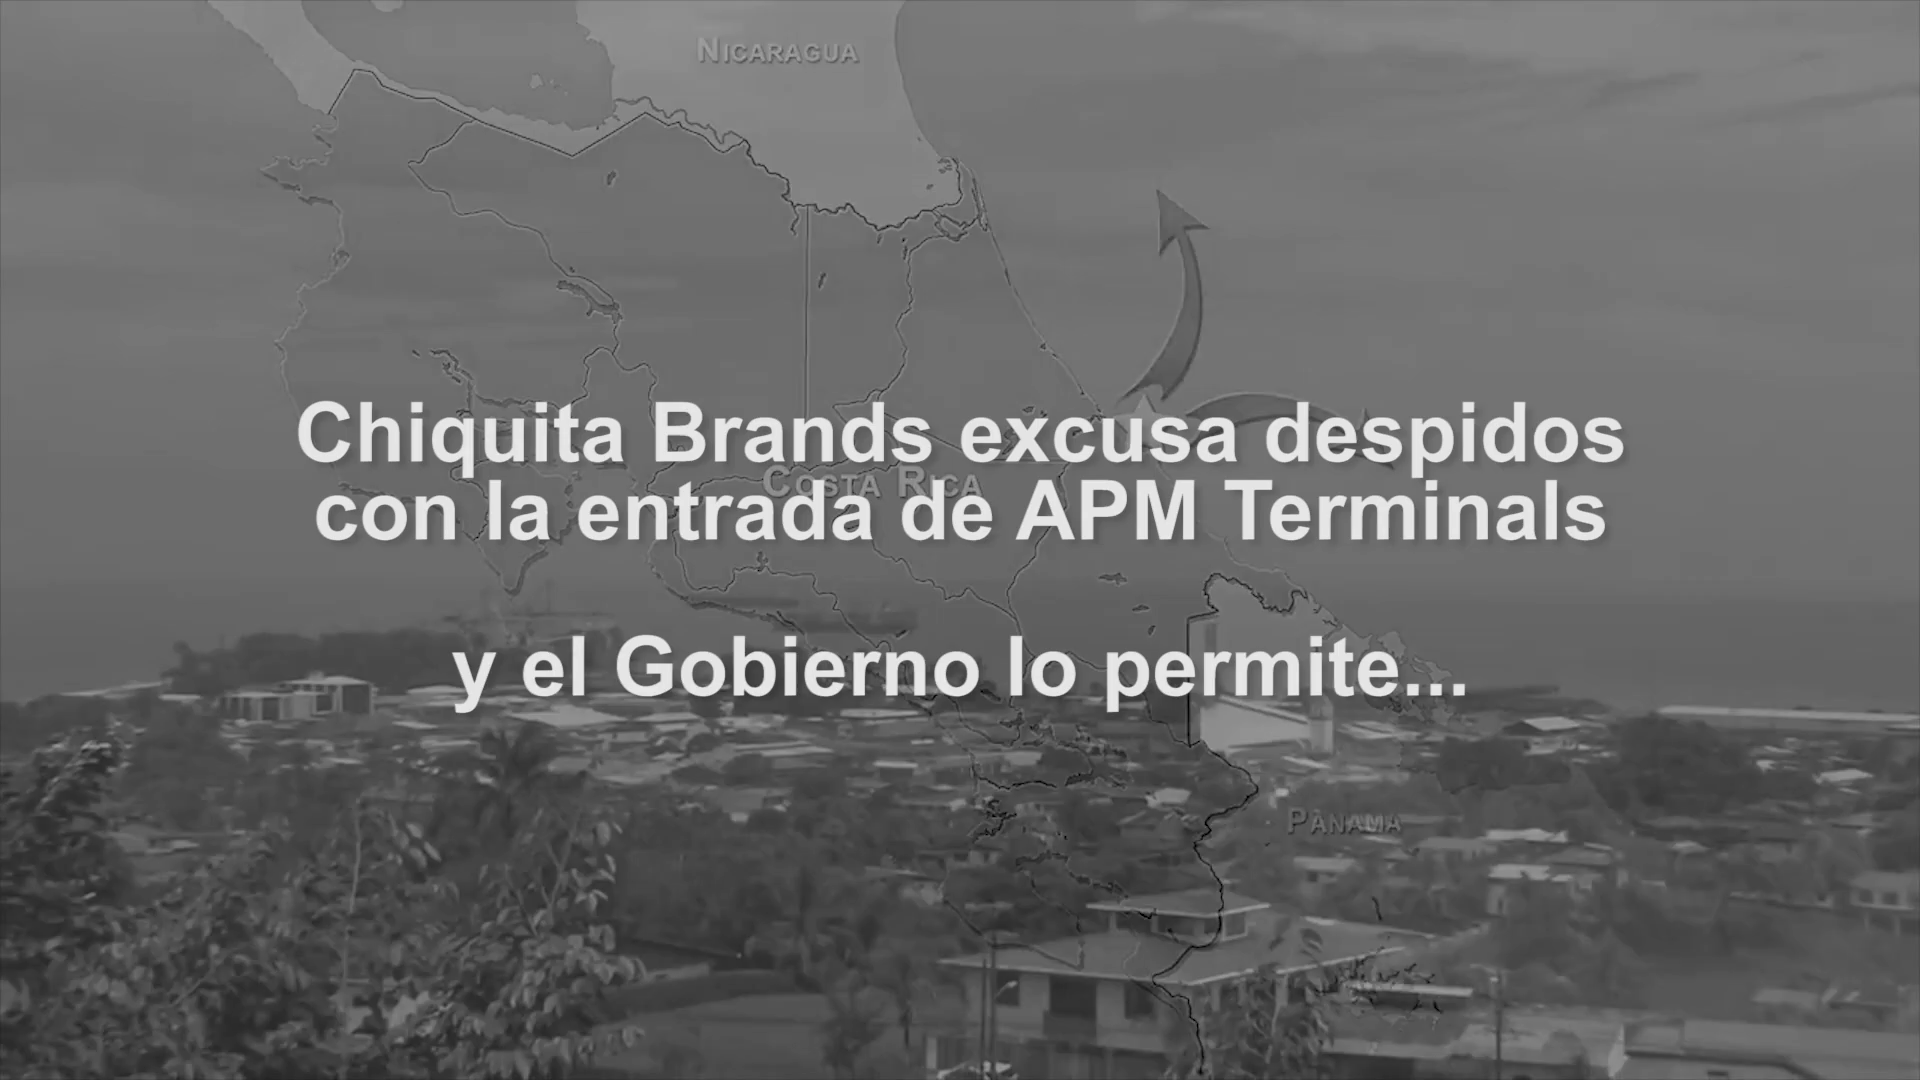 NICARAGUA
Chiquita Brands excusa despidos
COSTA RICA
con la entrada de APM Terminals
y el Gobierno lo permite...
PANAMA